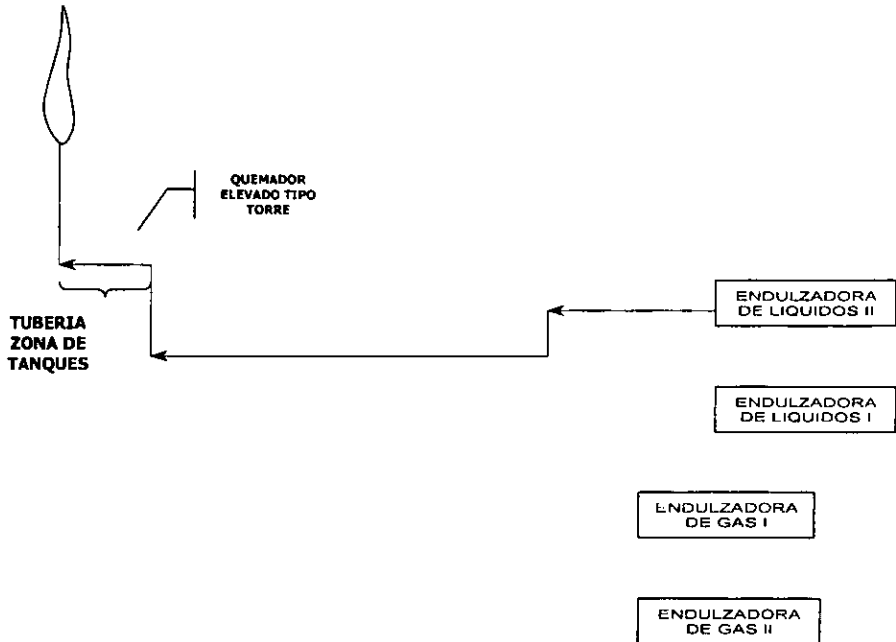 QUEMADOR
ELEVADO TIPO
TORRE
TUBERIA
ZONA DE
TANQUES
ENDULZADORA
DE LIQUIDOS II
ENDULZADORA
DE LIQUIDOS I
ENDULZADORA
DE GAS I
ENDULZADORA
DE GAS II